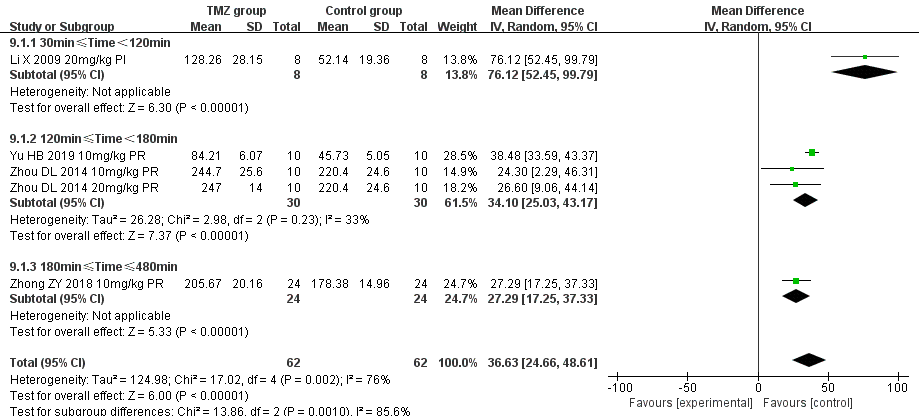 TMZ group Control group Mean Difference Mean Difference
Study or Subgroup Mean SD Total Mean SD Total Weight IV, Random, 95% CI IV, Random, 95% CI
9.1.1 30min≤Time<120min
Li X 2009 20mg/kg PI 128.26 28.15 8 52.14 19.36 8 13.8% 76.12 [52.45, 99.79]
Subtotal (95% CI) 8 8 13.8% 76.12 [52.45, 99.79]
Heterogeneity: Not applicable
Test for overall effect: Z = 6.30 (P < 0.00001)
9.1.2 120min≤Time<180min
Yu HB 2019 10mg/kg PR 84.21 6.07 10 45.73 5.05 10 28.5% 38.48 [33.59, 43.37]
Zhou DL 2014 10mg/kg PR 244.7 25.6 10 220.4 24.6 10 14.9% 24.30 [2.29, 46.31]
Zhou DL 2014 20mg/kg PR 247 14 10 220.4 24.6 10 18.2% 26.60 [9.06, 44.14]
Subtotal (95% CI) 30 30 61.5% 34.10 [25.03, 43.17]
Heterogeneity: Tau² = 26.28; Chi² = 2.98, df = 2 (P = 0.23); I² = 33%
Test for overall effect: Z = 7.37 (P < 0.00001)
9.1.3 180min≤Time≤480min
Zhong ZY 2018 10mg/kg PR 205.67 20.16 24 178.38 14.96 24 24.7% 27.29 [17.25, 37.33]
Subtotal (95% CI) 24 24 24.7% 27.29 [17.25, 37.33]
Heterogeneity: Not applicable
Test for overall effect: Z = 5.33 (P < 0.00001)
Total (95% CI) 62 62 100.0% 36.63 [24.66, 48.61]
Heterogeneity: Tau² = 124.98; Chi² = 17.02, df = 4 (P = 0.002); I² = 76%
Test for overall effect: Z = 6.00 (P < 0.00001)
Test for subgroup differences: Chi² = 13.86, df = 2 (P = 0.0010), I² = 85.6%
-100 -50 0 50 100
Favours [experimental] Favours [control]